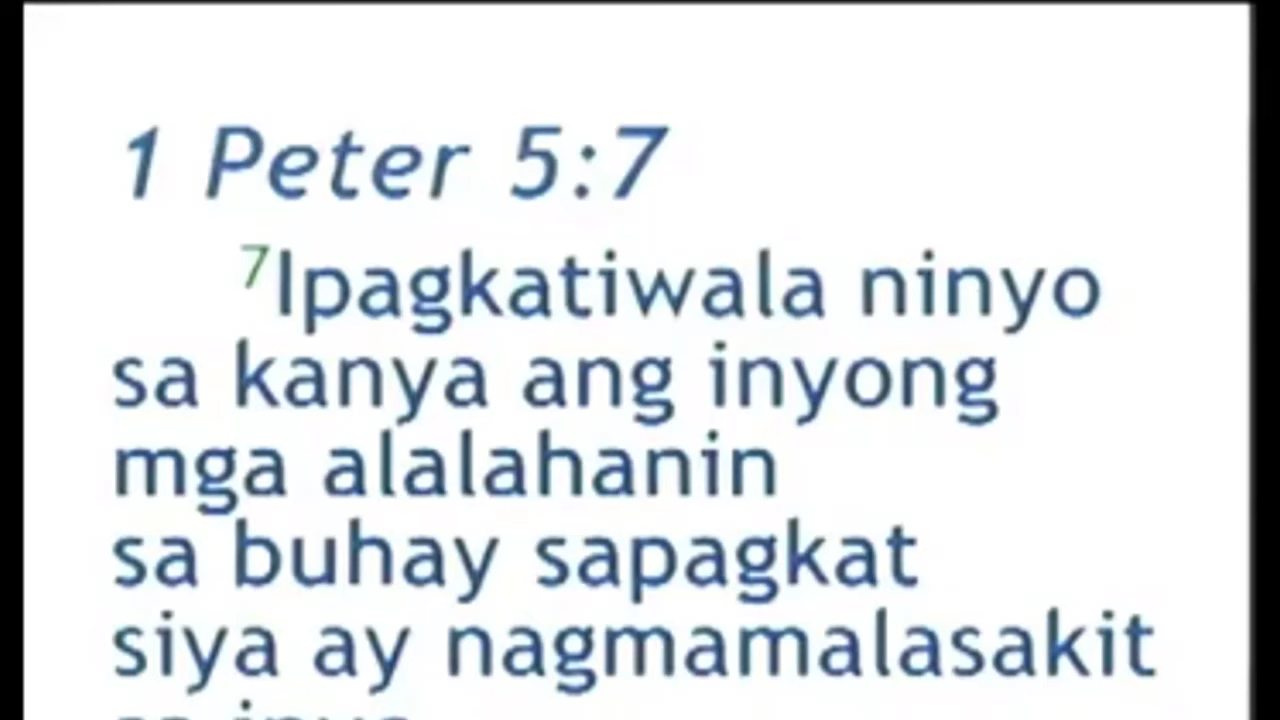 1 Peter 5:7
7Ipagkatiwala ninyo
sa kanya ang inyong
mga alalahanin
sa buhay sapagkat
siya ay nagmamalasakit